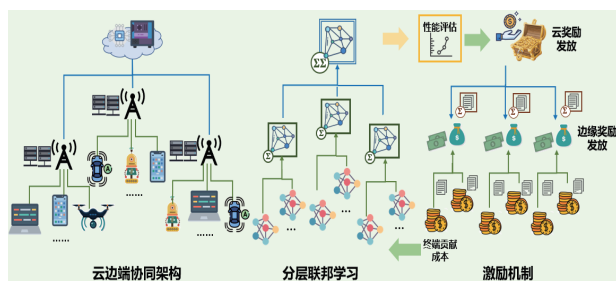 性能评估
云奖励
发放
ΣΣ
Σ
Σ
Σ
Σ
Σ
Σ
边缘奖励
发放
A
A
......
......
......
...
...
...
...
...
终端贡献
成本
云边端协同架构
分层联邦学习
激励机制